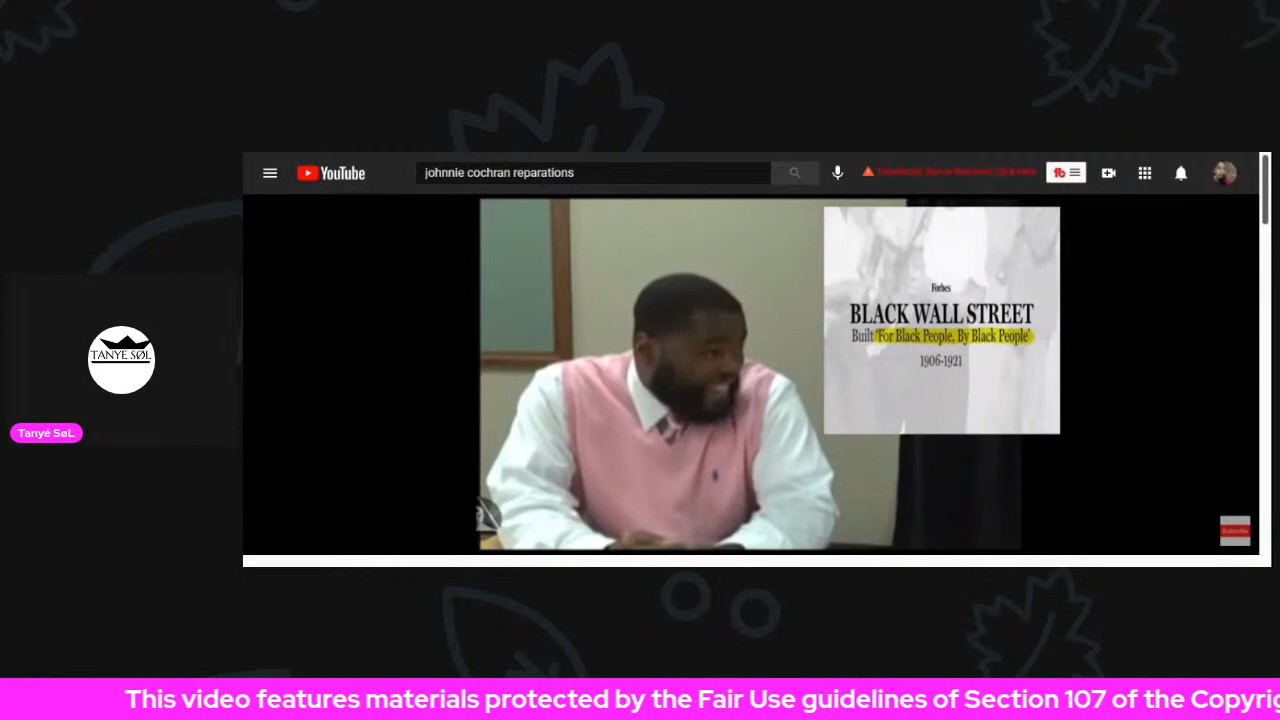 YouTube
johnnie cochran reparations
Forbes
BLACK WALL STREET
Built 'For Black People, By Black People'
1906-1921
TANYE SØL
Tanyé SøL
Subscribe
This video features materials protected by the Fair Use guidelines of Section 107 of the Copyrig